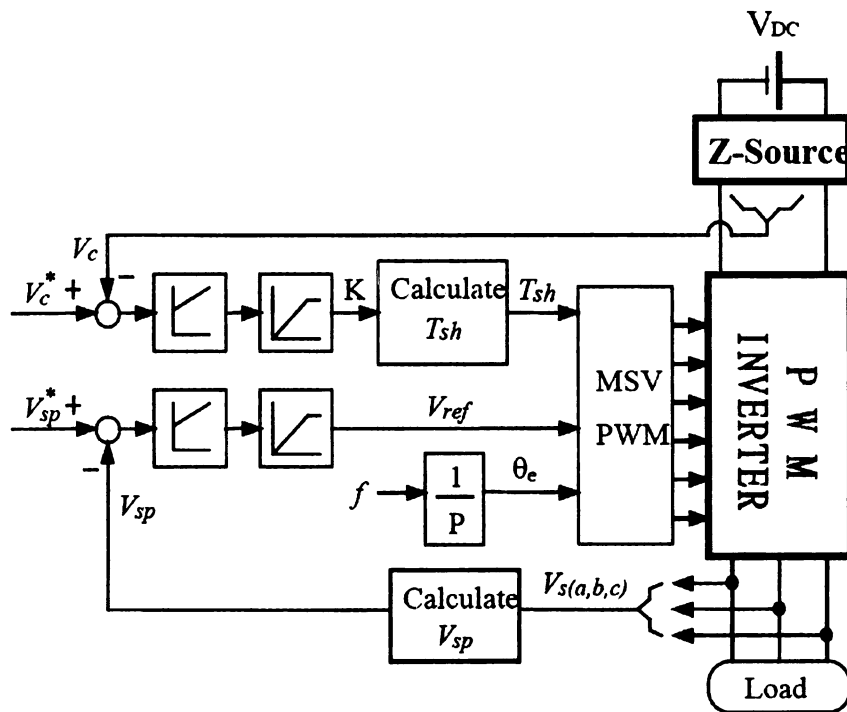 VDC
Z-Source
Vc
−
Vc* +
K
Calculate
Tsh
Tsh
MSV
PWM
PWM
INVERTER
Vsp* +
−
Vref
Vsp
f
1
P
θe
Calculate
Vsp
Vs(a,b,c)
Load